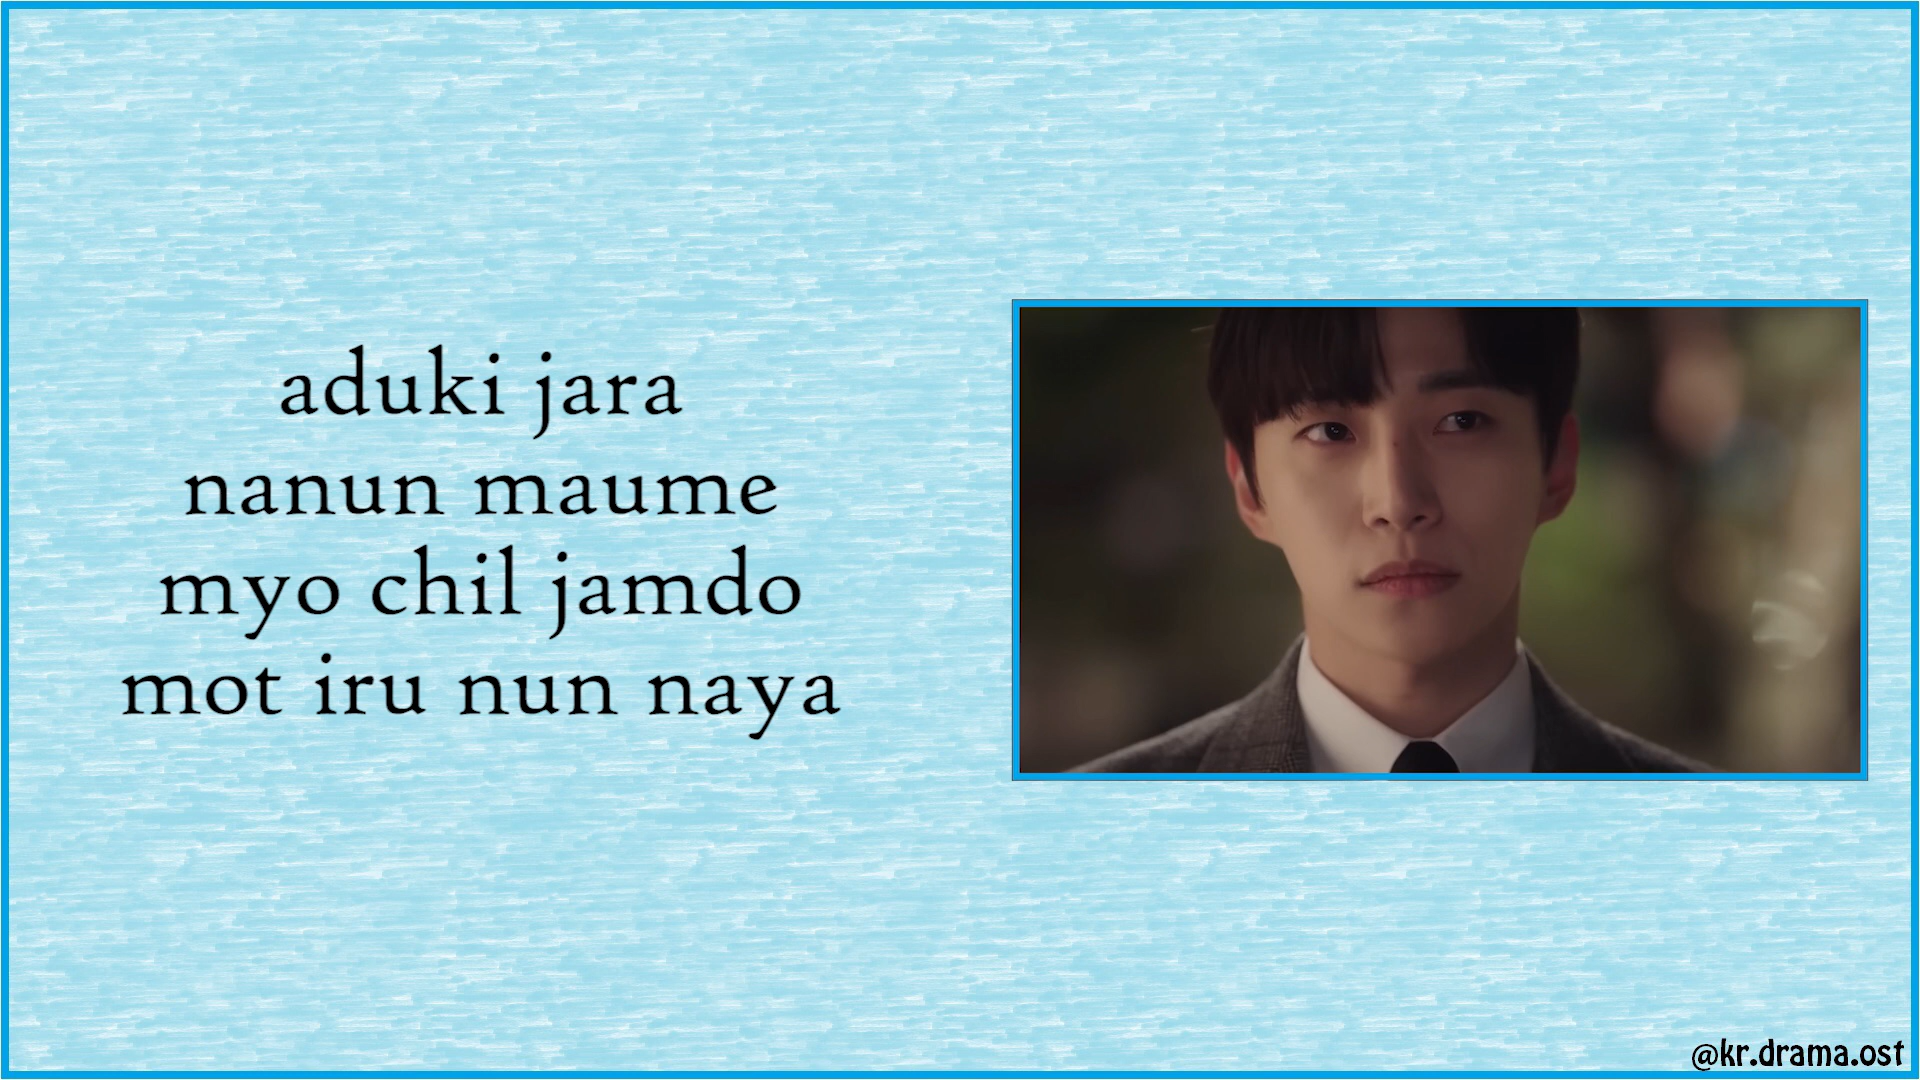 aduki jara
nanun maume
myo chil jamdo
mot iru nun naya
@kr.drama.ost